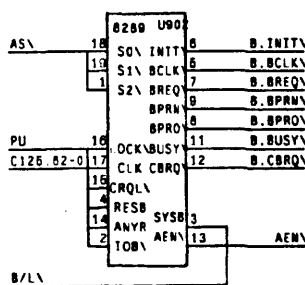 8289 U902
AS\ 18 S0\ INIT\ 6 B.INIT\
19 S1\ BCLK\ 5 B.BCLK\
1 S2\ BREQ\ 7 B.BREQ\
BPRN\ 9 B.BPRN\
BPRO\ 8 B.BPRO\
PU 16 LOCK\ BUSY\ 11 B.BUSY\
C126.82-0 17 CLK CBRQ\ 12 B.CBRQ\
15 CRQL\
4 RESB
14 ANYR SYSB 3
2 IOB\ AEN\ 13 AEN\
B/L\